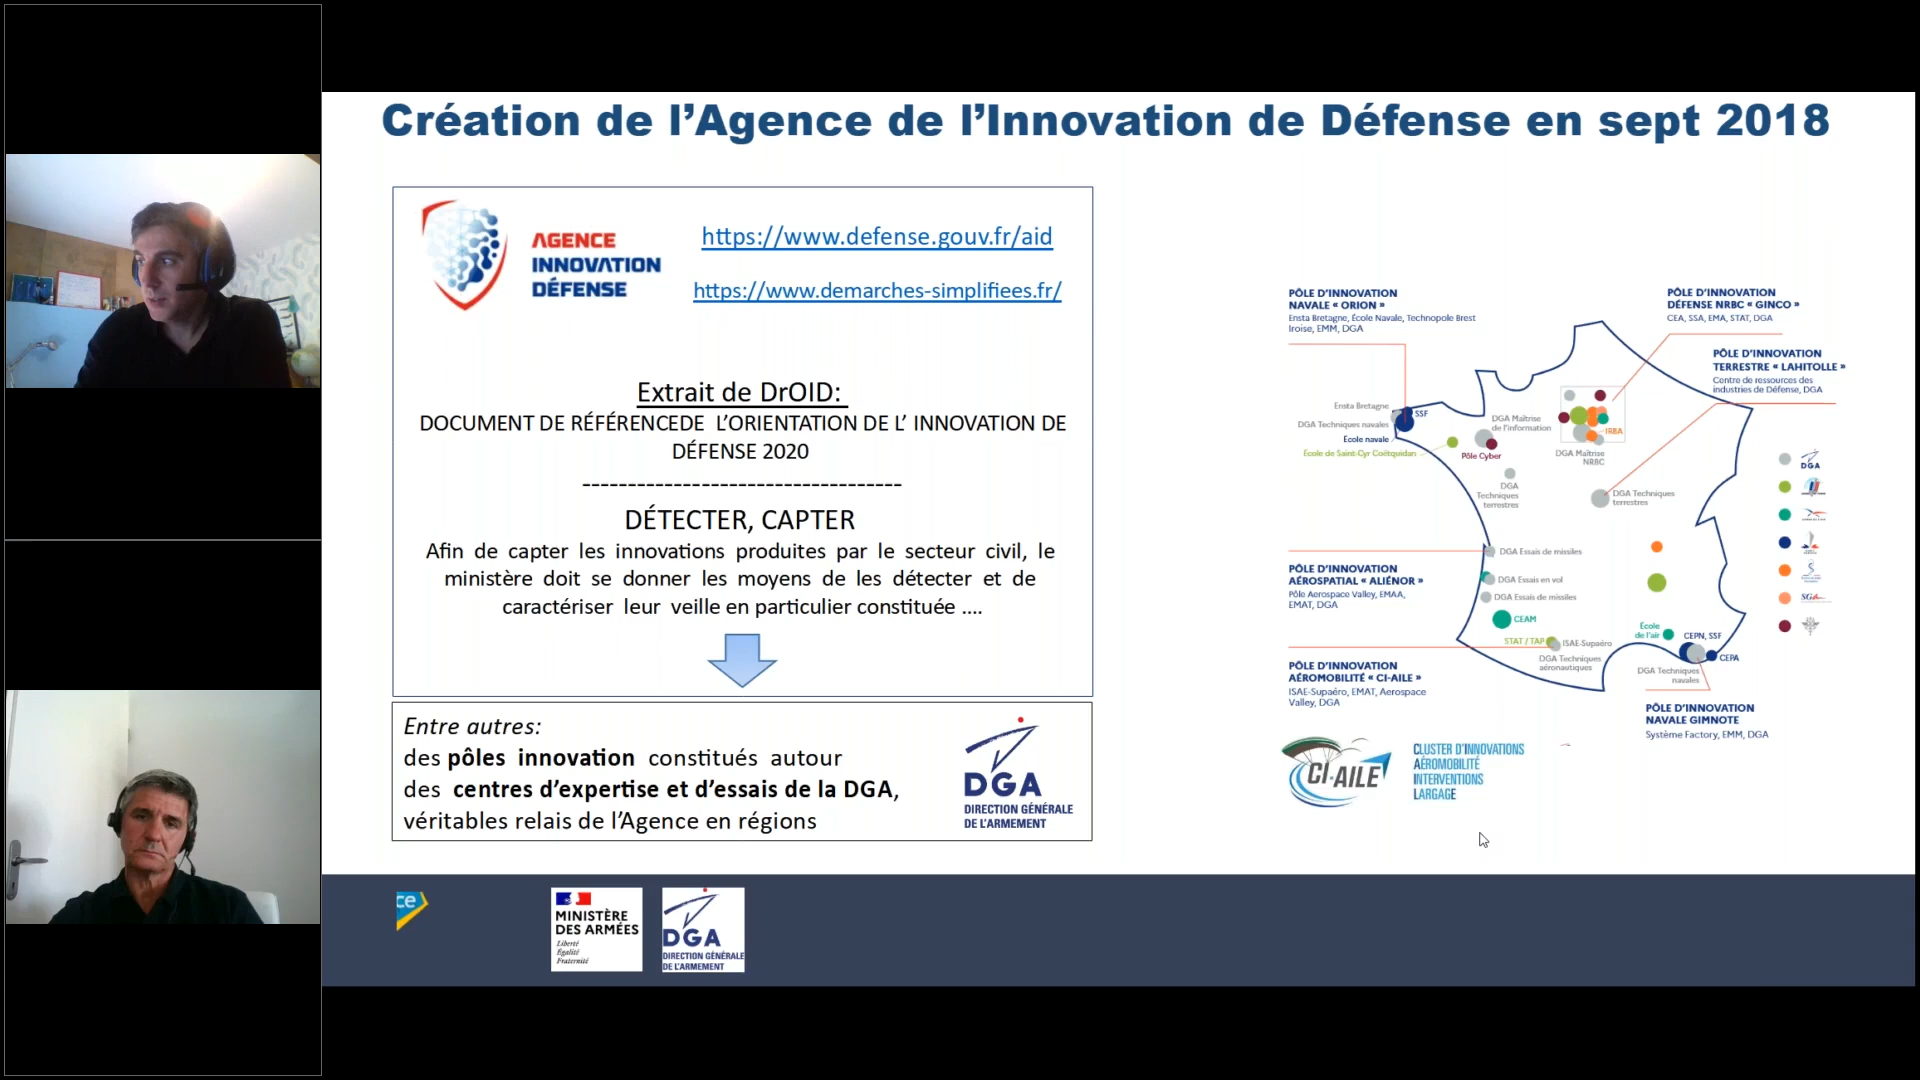 Création de l’Agence de l’Innovation de Défense en sept 2018
AGENCE
INNOVATION
DÉFENSE
https://www.defense.gouv.fr/aid
https://www.demarches-simplifiees.fr/
Extrait de DrOID:
DOCUMENT DE RÉFÉRENCEDE L’ORIENTATION DE L’ INNOVATION DE
DÉFENSE 2020
-----------------------------------
DÉTECTER, CAPTER
Afin de capter les innovations produites par le secteur civil, le
ministère doit se donner les moyens de les détecter et de
caractériser leur veille en particulier constituée ....
Entre autres:
des pôles innovation constitués autour
des centres d’expertise et d’essais de la DGA,
véritables relais de l’Agence en régions
DGA
DIRECTION GÉNÉRALE
DE L’ARMEMENT
PÔLE D’INNOVATION
NAVALE « ORION »
Ensta Bretagne, École Navale, Technopole Brest
Iroise, EMM, DGA
PÔLE D’INNOVATION
DÉFENSE NRBC « GINCO »
CEA, SSA, EMA, STAT, DGA
PÔLE D’INNOVATION
TERRESTRE « LAHITOLLE »
Centre de ressources des
industries de Défense, DGA
Ensta Bretagne
SSF
DGA Techniques navales
École navale
École de Saint-Cyr Coëtquidan
DGA Maîtrise
de l’information
Pôle Cyber
IRBA
DGA Maîtrise
NRBC
DGA
Techniques
terrestres
DGA Techniques
terrestres
DGA
DGA Essais de missiles
PÔLE D’INNOVATION
AÉROSPATIAL « ALIÉNOR »
Pôle Aerospace Valley, EMAA,
EMAT, DGA
DGA Essais en vol
DGA Essais de missiles
CEAM
STAT / TAP
ISAE-Supaéro
DGA Techniques
aéronautiques
École
de l’air
CEPN, SSF
CEPA
DGA Techniques
navales
PÔLE D’INNOVATION
AÉROMOBILITÉ « CI-AILE »
ISAE-Supaéro, EMAT, Aerospace
Valley, DGA
PÔLE D’INNOVATION
NAVALE GIMNOTE
Système Factory, EMM, DGA
CI-AILE
CLUSTER D’INNOVATIONS
AÉROMOBILITÉ
INTERVENTIONS
LARGAGE
ce
MINISTÈRE
DES ARMÉES
Liberté
Égalité
Fraternité
DGA
DIRECTION GÉNÉRALE
DE L’ARMEMENT